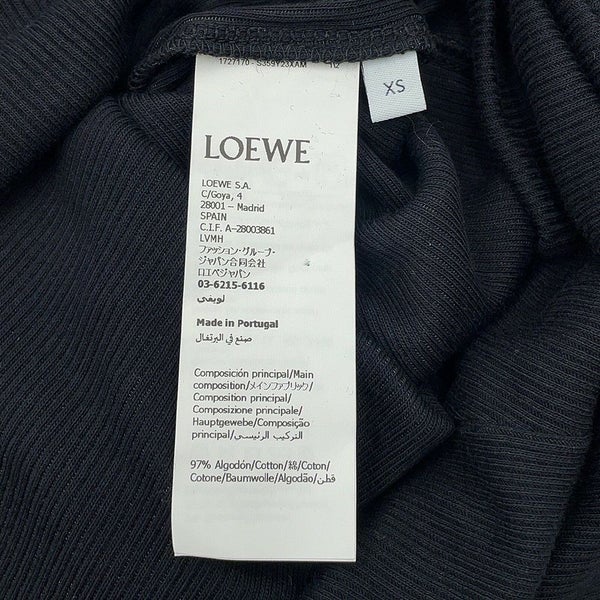 1727170 - S359Y23XAM
XS
LOEWE
LOEWE S.A.
C/Goya, 4
28001 – Madrid
SPAIN
C.I.F. A-28003861
LVMH
ファッション・グループ・
ジャパン合同会社
ロエベジャパン
03-6215-6116
لويفي
Made in Portugal
صنع في البرتغال
Composición principal/Main
composition/メインファブリック/
Composition principal/
Composizione principale/
Hauptgewebe/Composição
principal/التركيب الرئيسي/
97% Algodón/Cotton/綿/Coton/
Cotone/Baumwolle/Algodão/قطن